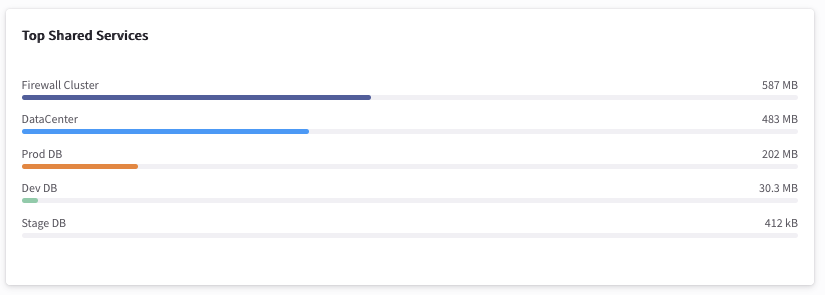 Top Shared Services
Firewall Cluster 587 MB
DataCenter 483 MB
Prod DB 202 MB
Dev DB 30.3 MB
Stage DB 412 kB